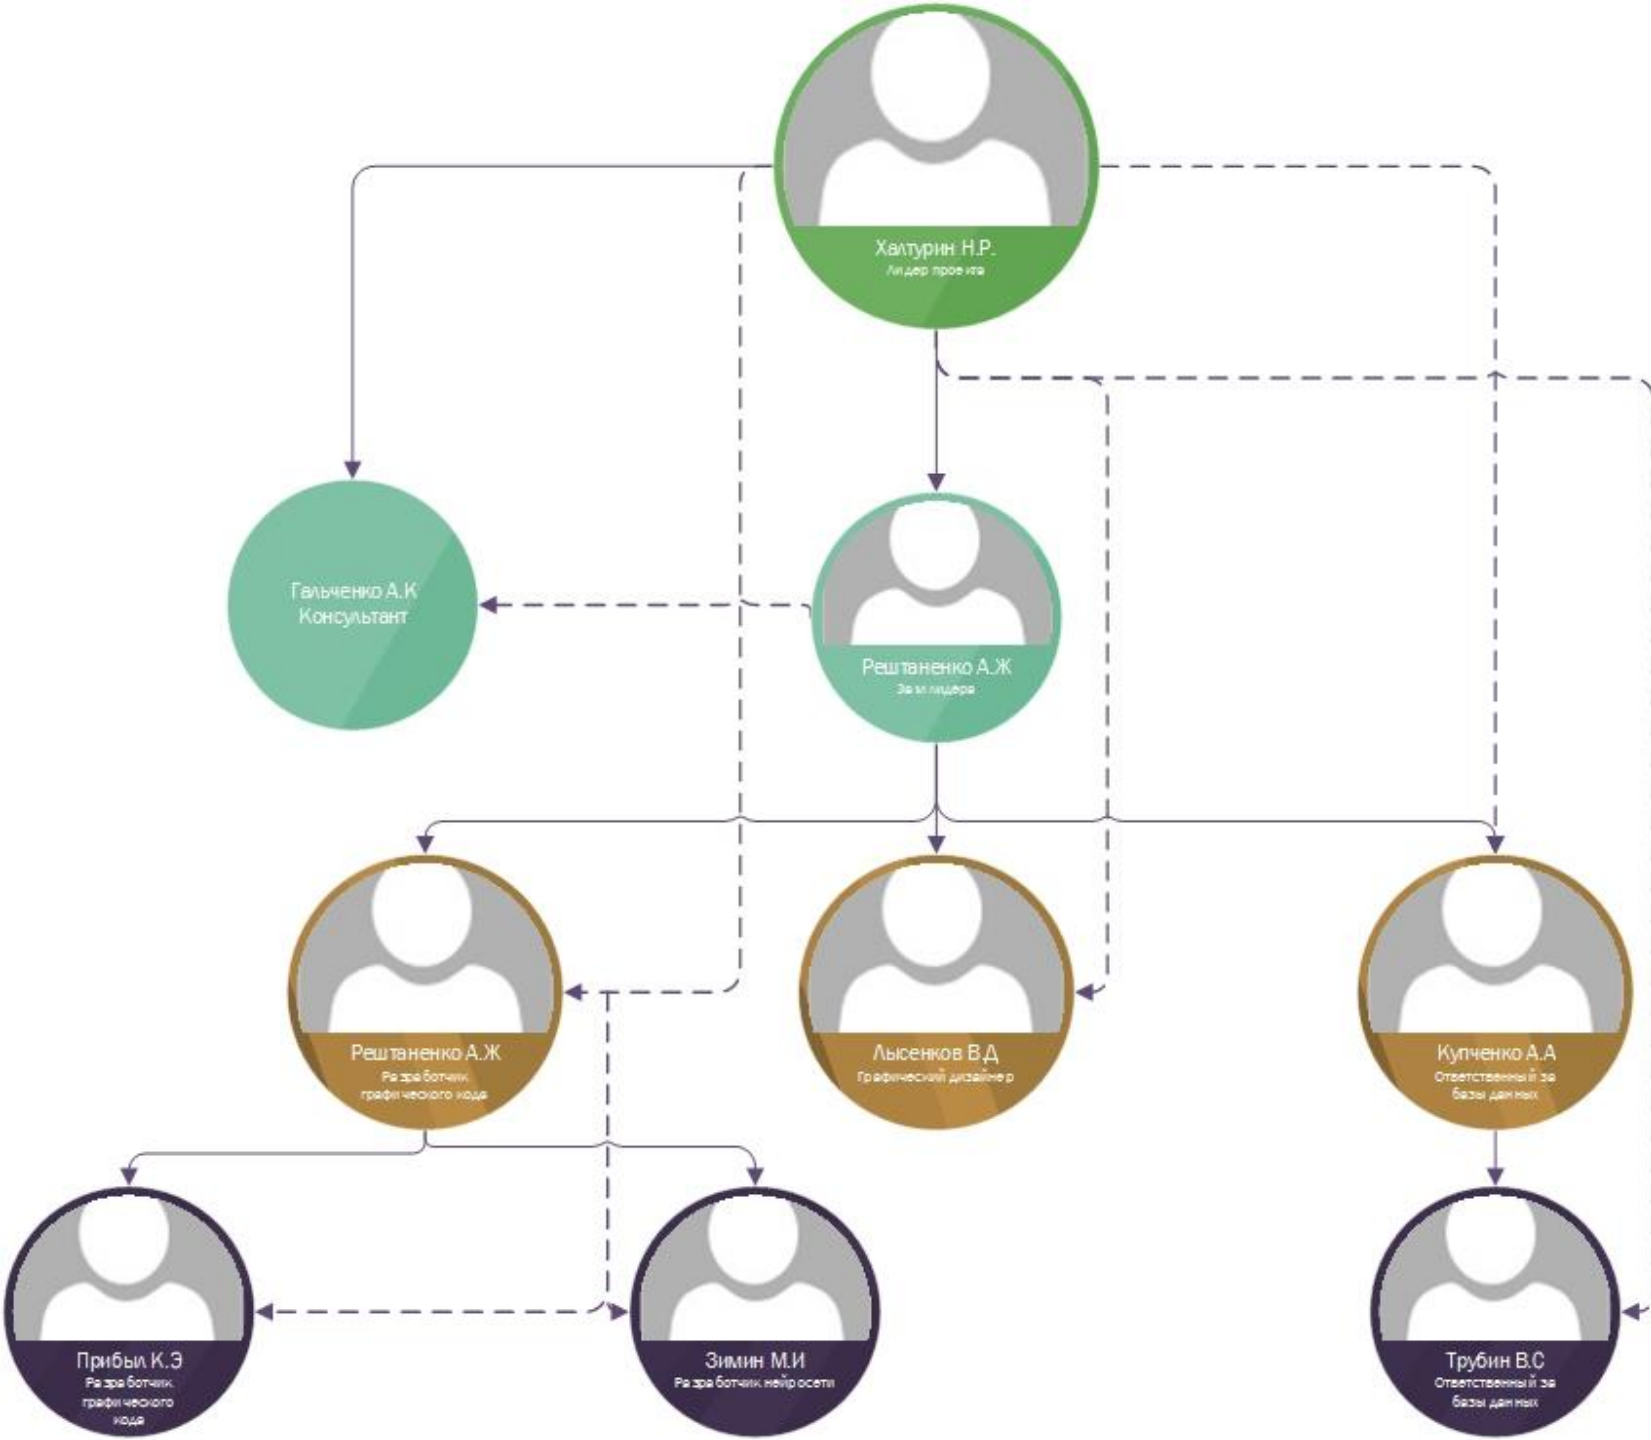 Халтурин Н.Р.
Лидер проекта
Гальченко А.К
Консультант
Рештаненко А.Ж
Зам лидера
Рештаненко А.Ж
Разработчик
графического кода
Лысенков В.Д
Графический дизайнер
Купченко А.А
Ответственный за
базы данных
Прибыл К.Э
Разработчик
графического
кода
Зимин М.И
Разработчик нейросети
Трубин В.С
Ответственный за
базы данных